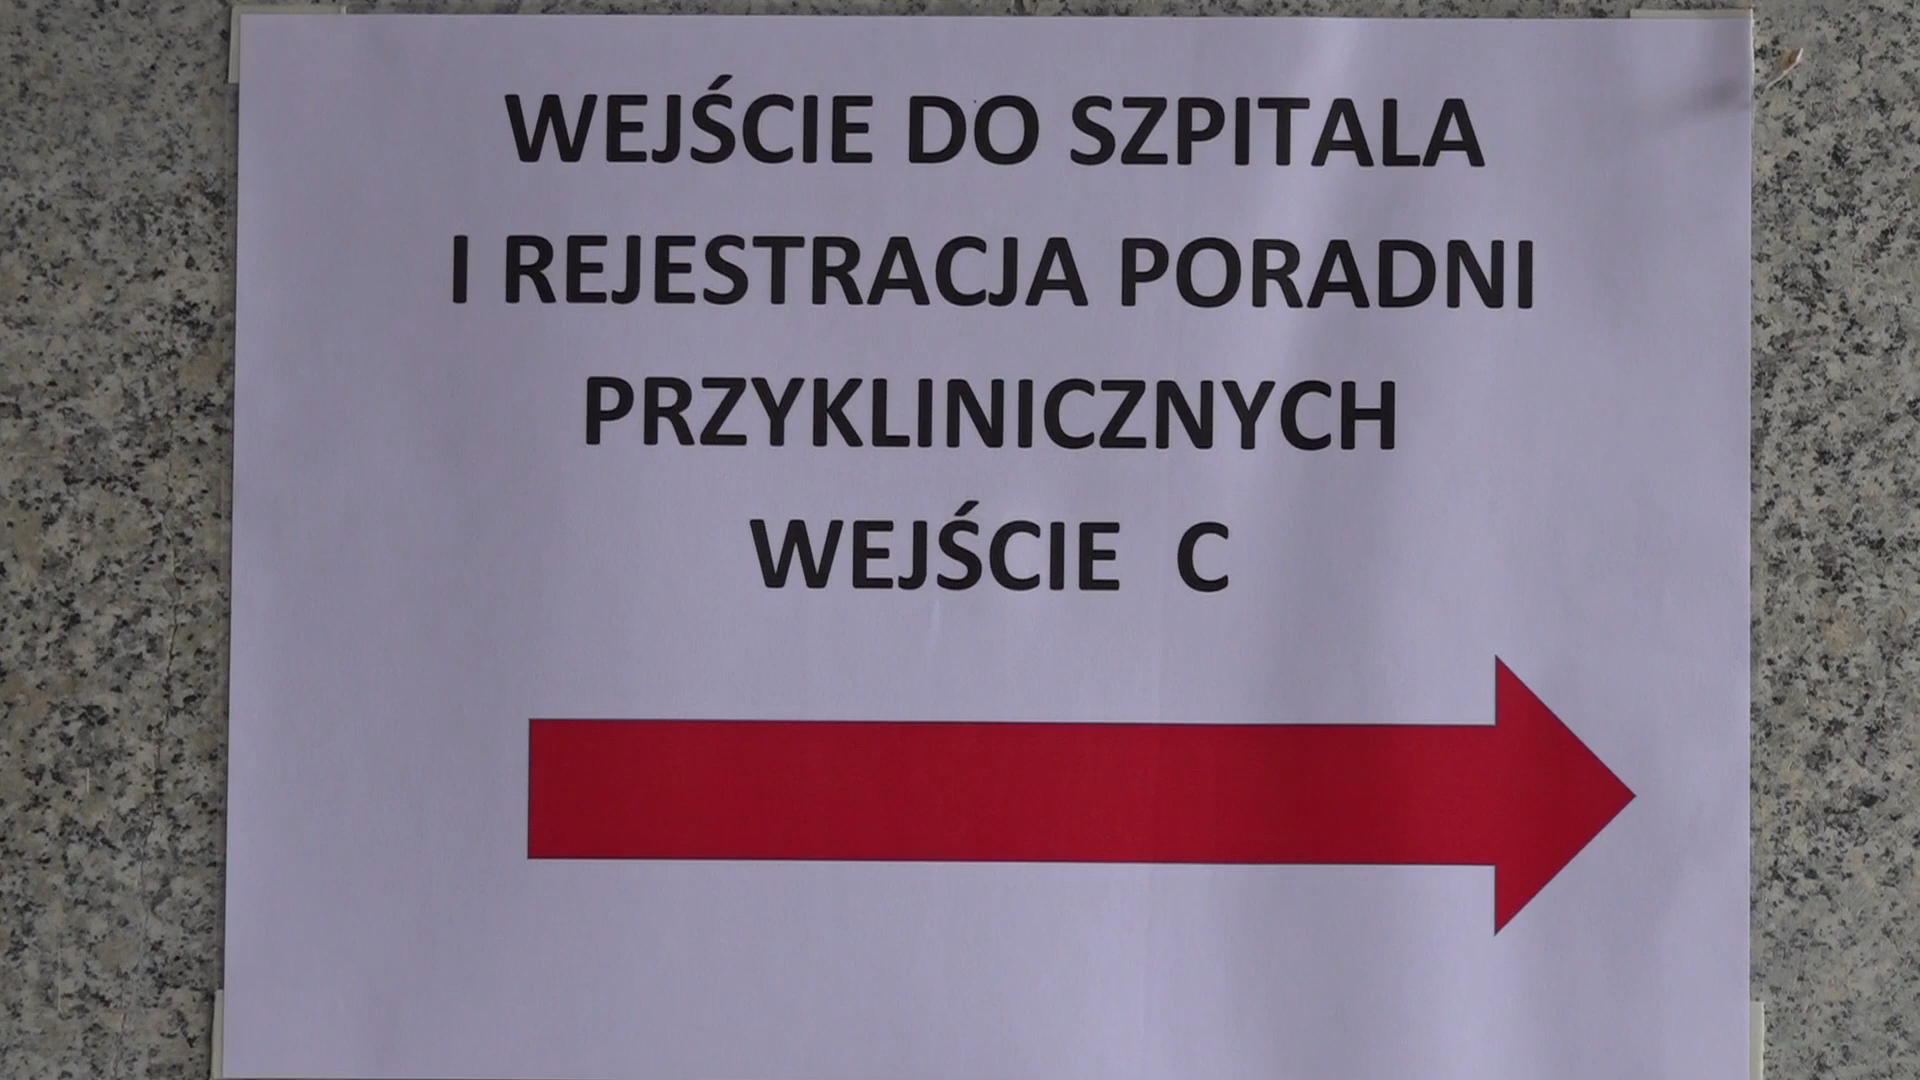 WEJŚCIE DO SZPITALA
I REJESTRACJA PORADNI
PRZYKLINICZNYCH
WEJŚCIE C